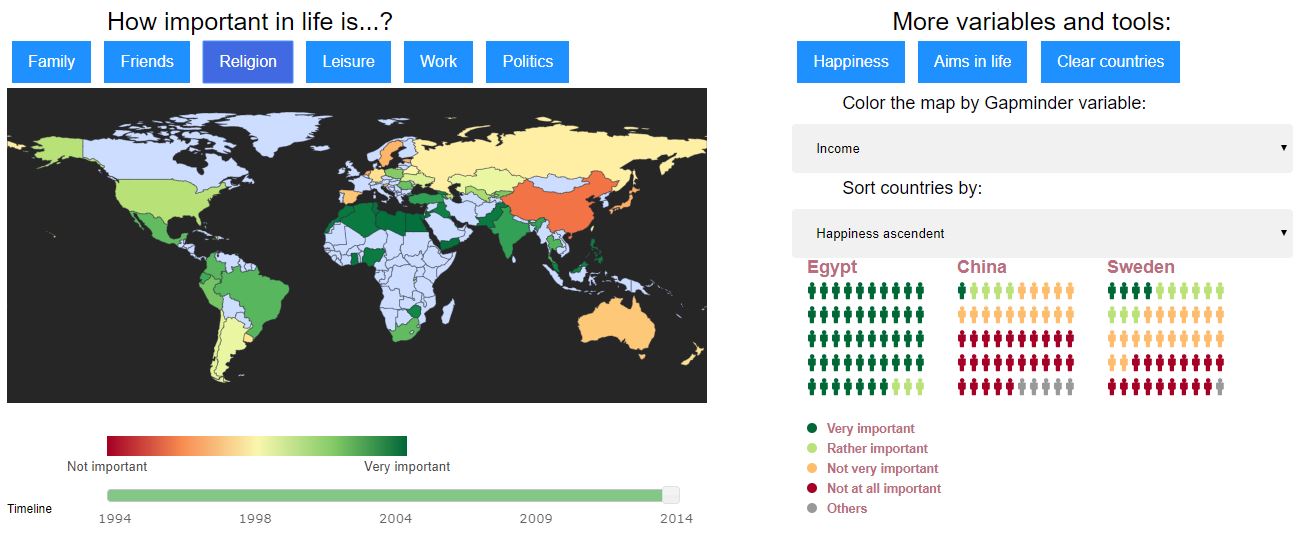 How important in life is...?
Family Friends Religion Leisure Work Politics
Not important Very important
Timeline
1994 1998 2004 2009 2014
More variables and tools:
Happiness Aims in life Clear countries
Color the map by Gapminder variable:
Income
Sort countries by:
Happiness ascendent
Egypt China Sweden
Very important
Rather important
Not very important
Not at all important
Others